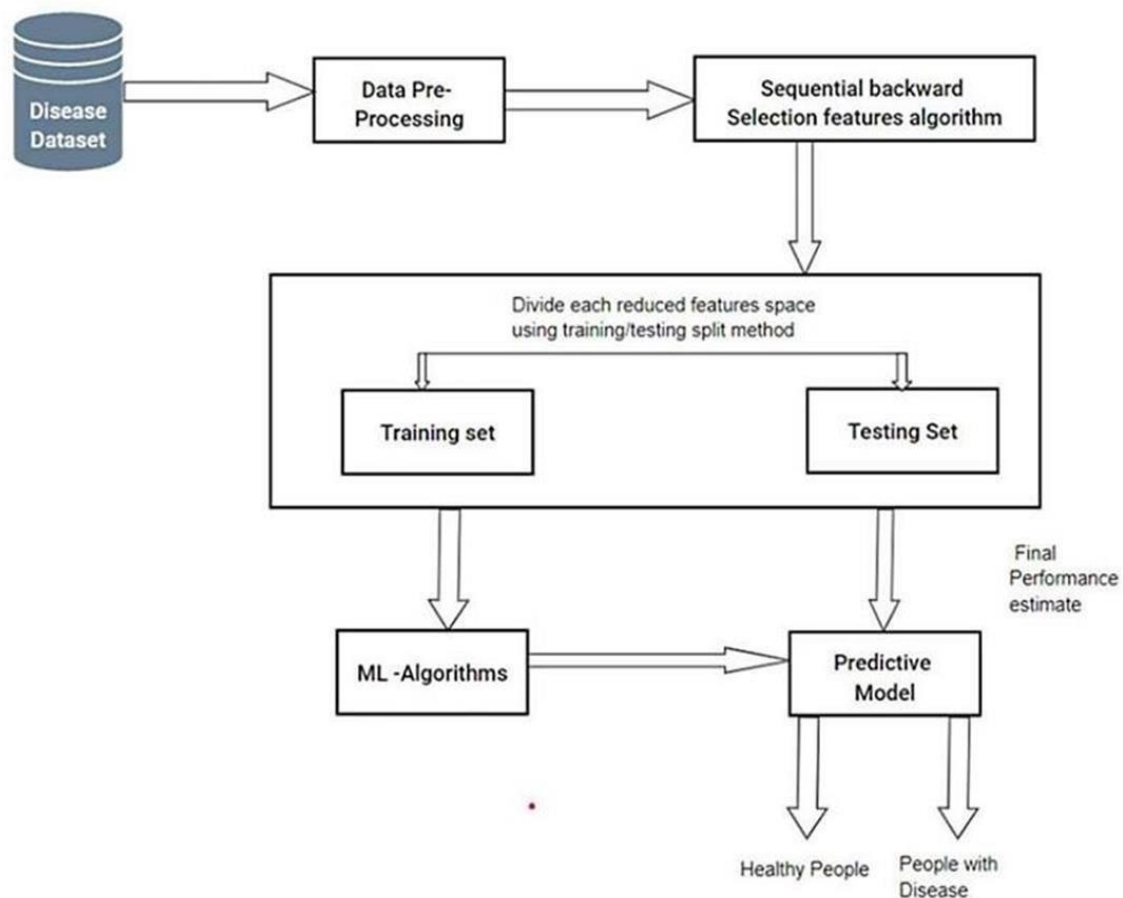 Disease
Dataset
Data Pre-
Processing
Sequential backward
Selection features algorithm
Divide each reduced features space
using training/testing split method
Training set
Testing Set
Final
Performance
estimate
ML -Algorithms
Predictive
Model
Healthy People
People with
Disease